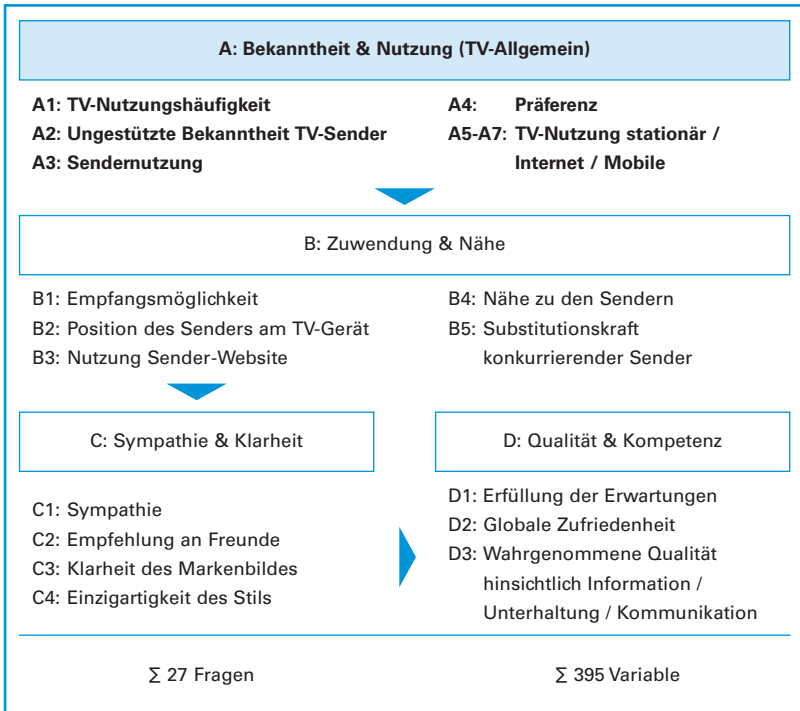 A: Bekanntheit & Nutzung (TV-Allgemein)
A1: TV-Nutzungshäufigkeit
A2: Ungestützte Bekanntheit TV-Sender
A3: Sendernutzung
A4: Präferenz
A5-A7: TV-Nutzung stationär /
Internet / Mobile
B: Zuwendung & Nähe
B1: Empfangsmöglichkeit
B2: Position des Senders am TV-Gerät
B3: Nutzung Sender-Website
B4: Nähe zu den Sendern
B5: Substitutionskraft
konkurrierender Sender
C: Sympathie & Klarheit
C1: Sympathie
C2: Empfehlung an Freunde
C3: Klarheit des Markenbildes
C4: Einzigartigkeit des Stils
D: Qualität & Kompetenz
D1: Erfüllung der Erwartungen
D2: Globale Zufriedenheit
D3: Wahrgenommene Qualität
hinsichtlich Information /
Unterhaltung / Kommunikation
∑ 27 Fragen
∑ 395 Variable